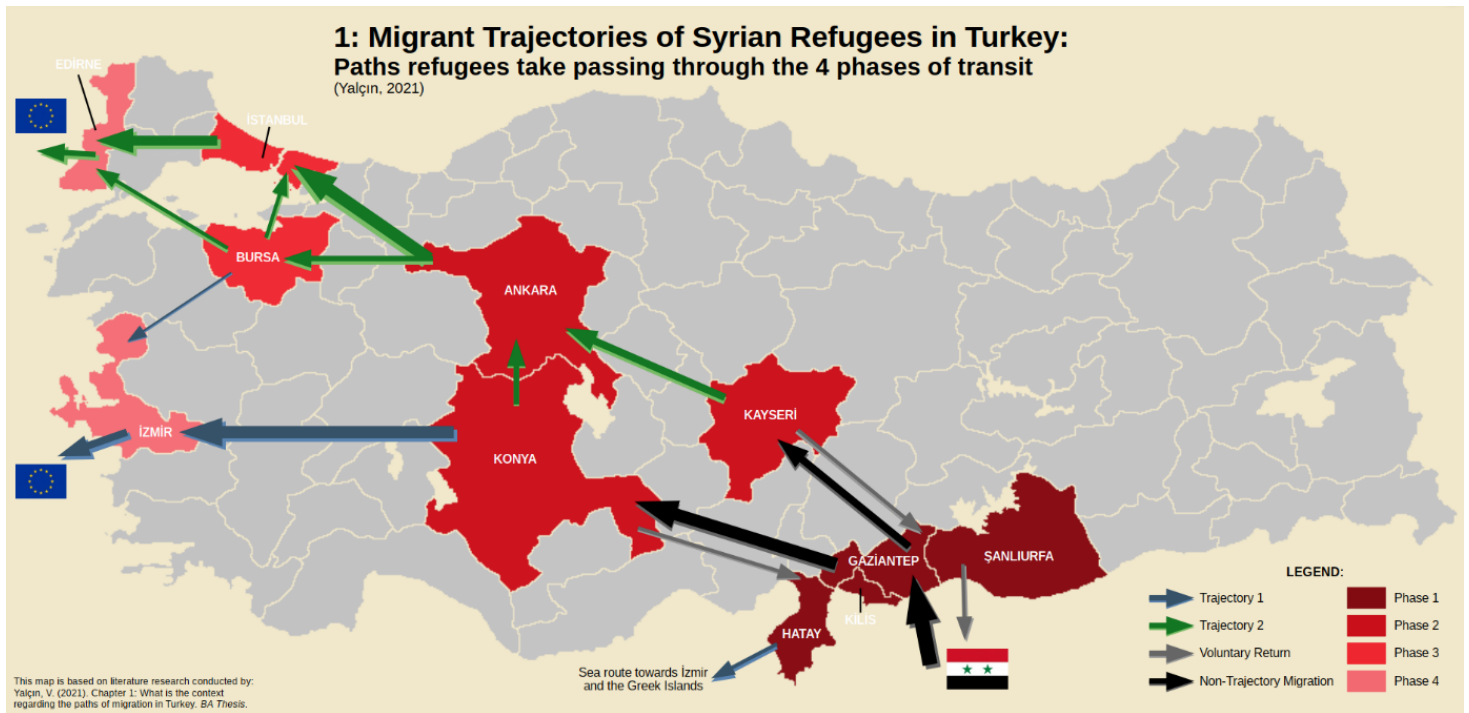 1: Migrant Trajectories of Syrian Refugees in Turkey:
Paths refugees take passing through the 4 phases of transit
(Yalçın, 2021)
EDİRNE
İSTANBUL
BURSA
ANKARA
KAYSERİ
İZMİR
KONYA
GAZİANTEP
ŞANLIURFA
KİLİS
HATAY
Sea route towards İzmir
and the Greek Islands
LEGEND:
Trajectory 1
Phase 1
Trajectory 2
Phase 2
Voluntary Return
Phase 3
Non-Trajectory Migration
Phase 4
This map is based on literature research conducted by:
Yalçın, V. (2021). Chapter 1: What is the context
regarding the paths of migration in Turkey. BA Thesis.